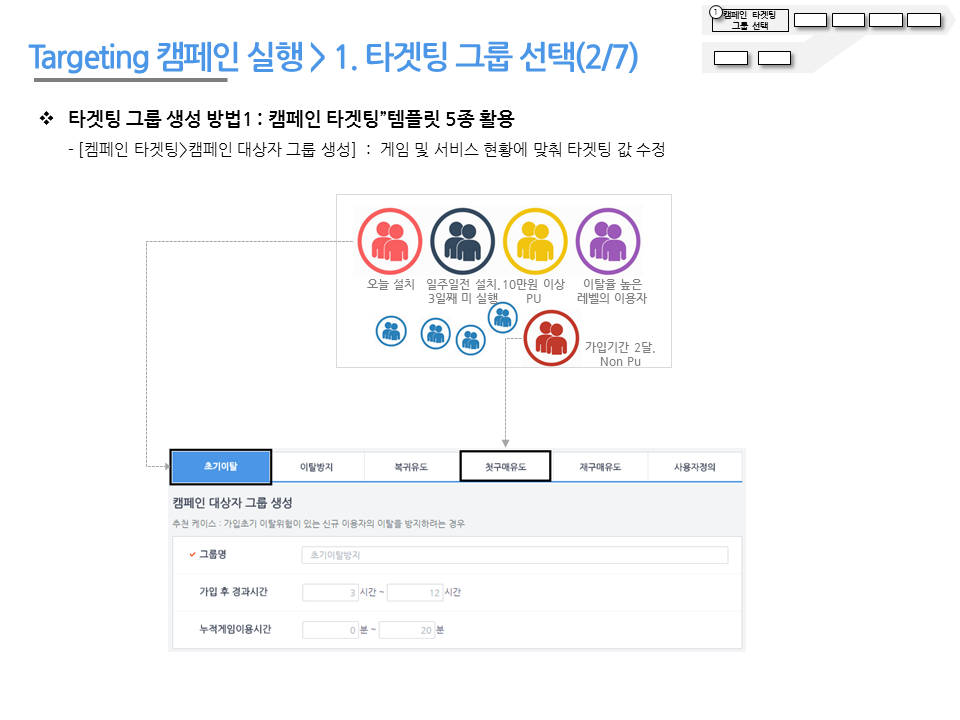 ① 캠페인 타겟팅
그룹 선택
Targeting 캠페인 실행 > 1. 타겟팅 그룹 선택(2/7)
❖ 타겟팅 그룹 생성 방법1 : 캠페인 타겟팅”템플릿 5종 활용
- [켐페인 타겟팅>캠페인 대상자 그룹 생성] : 게임 및 서비스 현황에 맞춰 타겟팅 값 수정
오늘 설치
일주일전 설치,
3일째 미 실행
10만원 이상
PU
이탈율 높은
레벨의 이용자
가입기간 2달,
Non Pu
초기이탈 이탈방지 복귀유도 첫구매유도 재구매유도 사용자정의
캠페인 대상자 그룹 생성
추천 케이스 : 가입초기 이탈위험이 있는 신규 이용자의 이탈을 방지하려는 경우
✓ 그룹명 초기이탈방지
가입 후 경과시간 3 시간 ~ 12 시간
누적게임이용시간 0 분 ~ 20 분